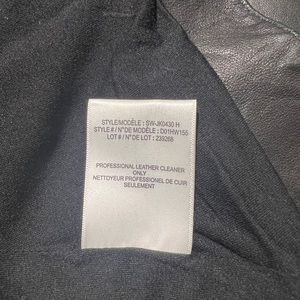 STYLE/MODÈLE : SW-JK0430 H
STYLE # / N° DE MODÈLE : D01HW155
LOT # / N° DE LOT : 239268
PROFESSIONAL LEATHER CLEANER
ONLY
NETTOYEUR PROFESSIONEL DE CUIR
SEULEMENT